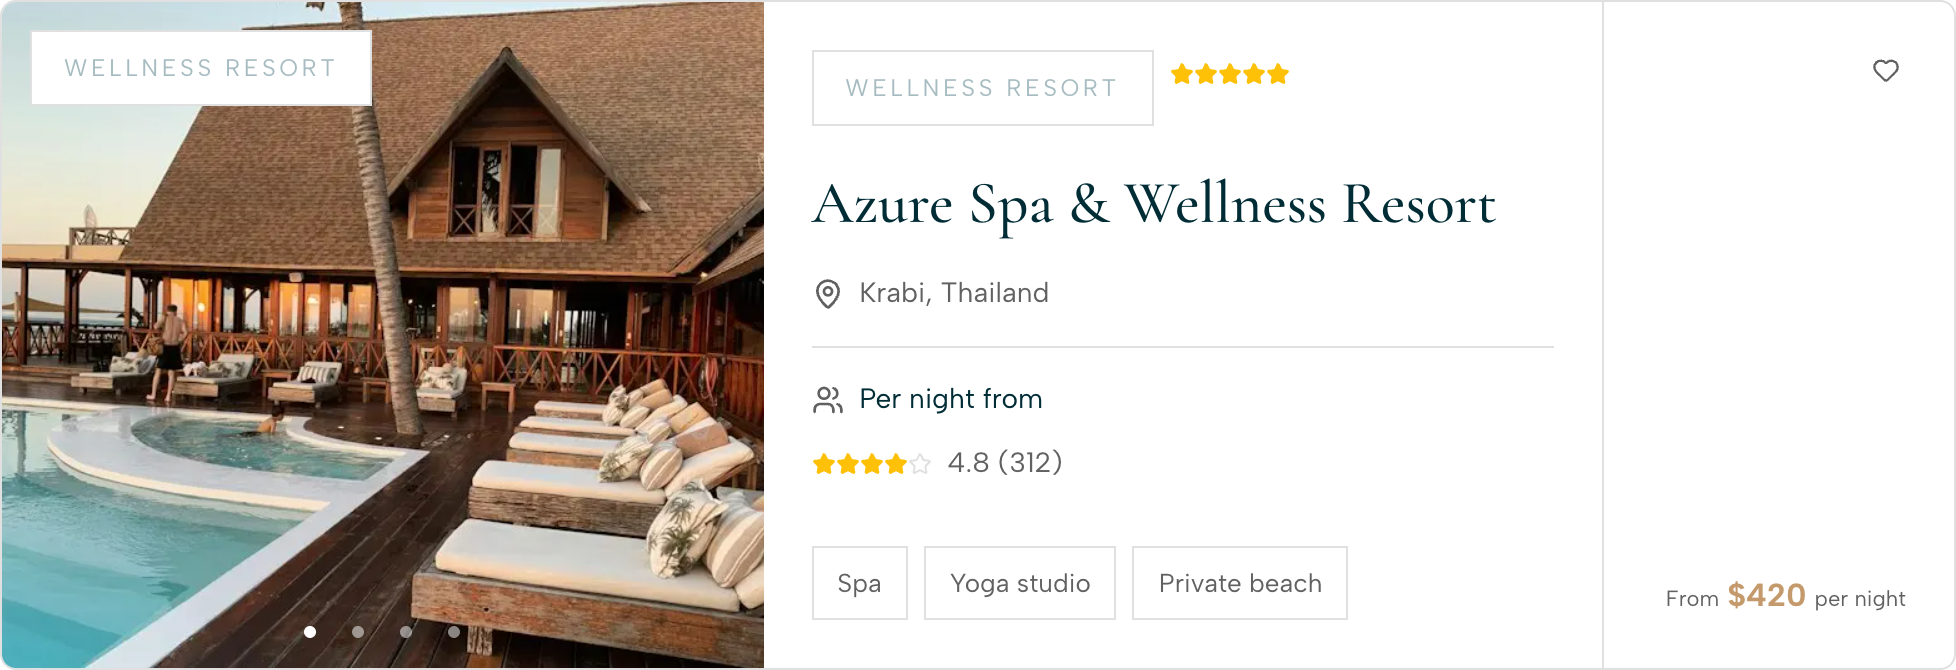 WELLNESS RESORT
WELLNESS RESORT
Azure Spa & Wellness Resort
Krabi, Thailand
Per night from
4.8 (312)
Spa
Yoga studio
Private beach
From $420 per night